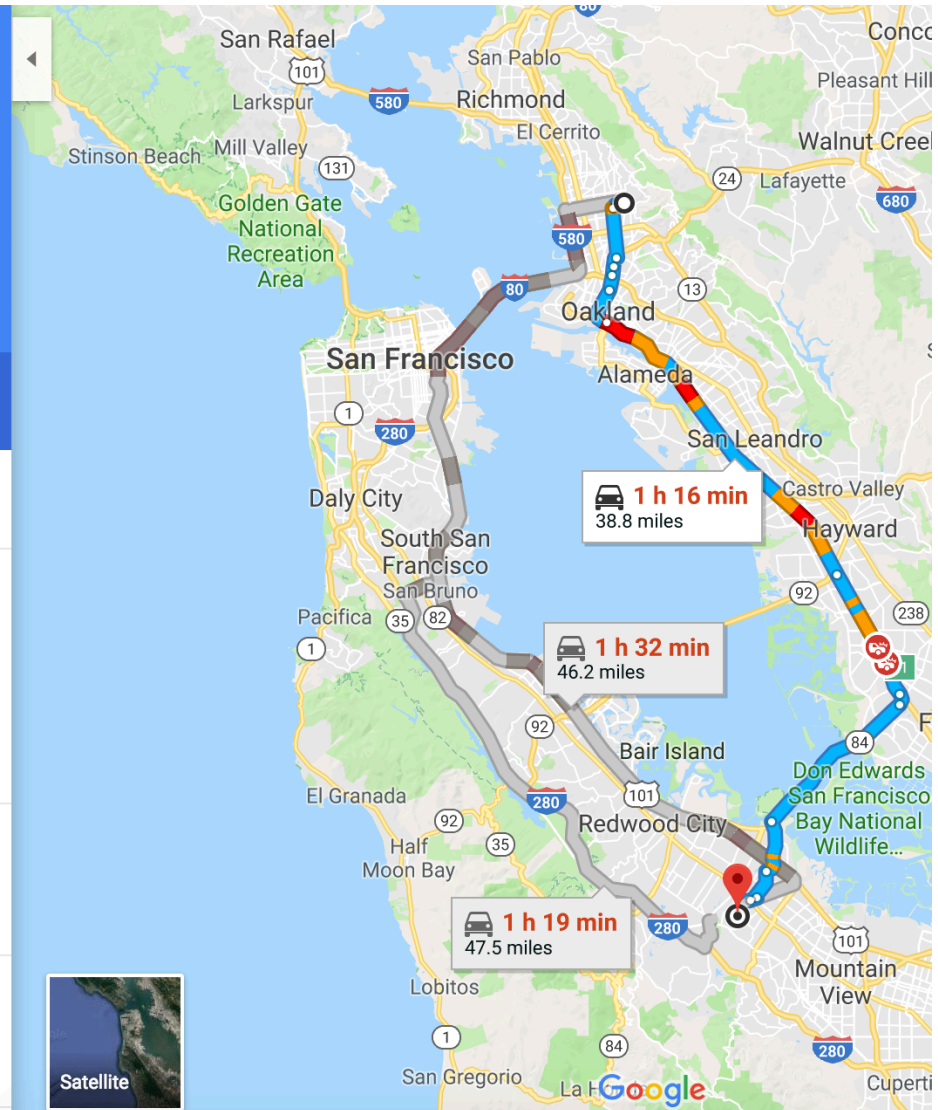 80
Conco
San Rafael
San Pablo
101
Pleasant Hill
580
Richmond
Larkspur
El Cerrito
Walnut Creek
Mill Valley
Stinson Beach
131
24
Lafayette
680
Golden Gate
National
Recreation
Area
580
80
13
Oakland
San Francisco
Alameda
1
280
San Leandro
1 h 16 min
38.8 miles
Castro Valley
Daly City
Hayward
South San
Francisco
San Bruno
92
238
Pacifica
35
82
1
1 h 32 min
46.2 miles
1
92
F
84
Bair Island
Don Edwards
San Francisco
Bay National
Wildlife...
101
280
El Granada
92
Redwood City
35
Half
Moon Bay
1 h 19 min
47.5 miles
280
101
Mountain
View
Lobitos
1
84
280
Satellite
San Gregorio
La H
Google
Cuperti